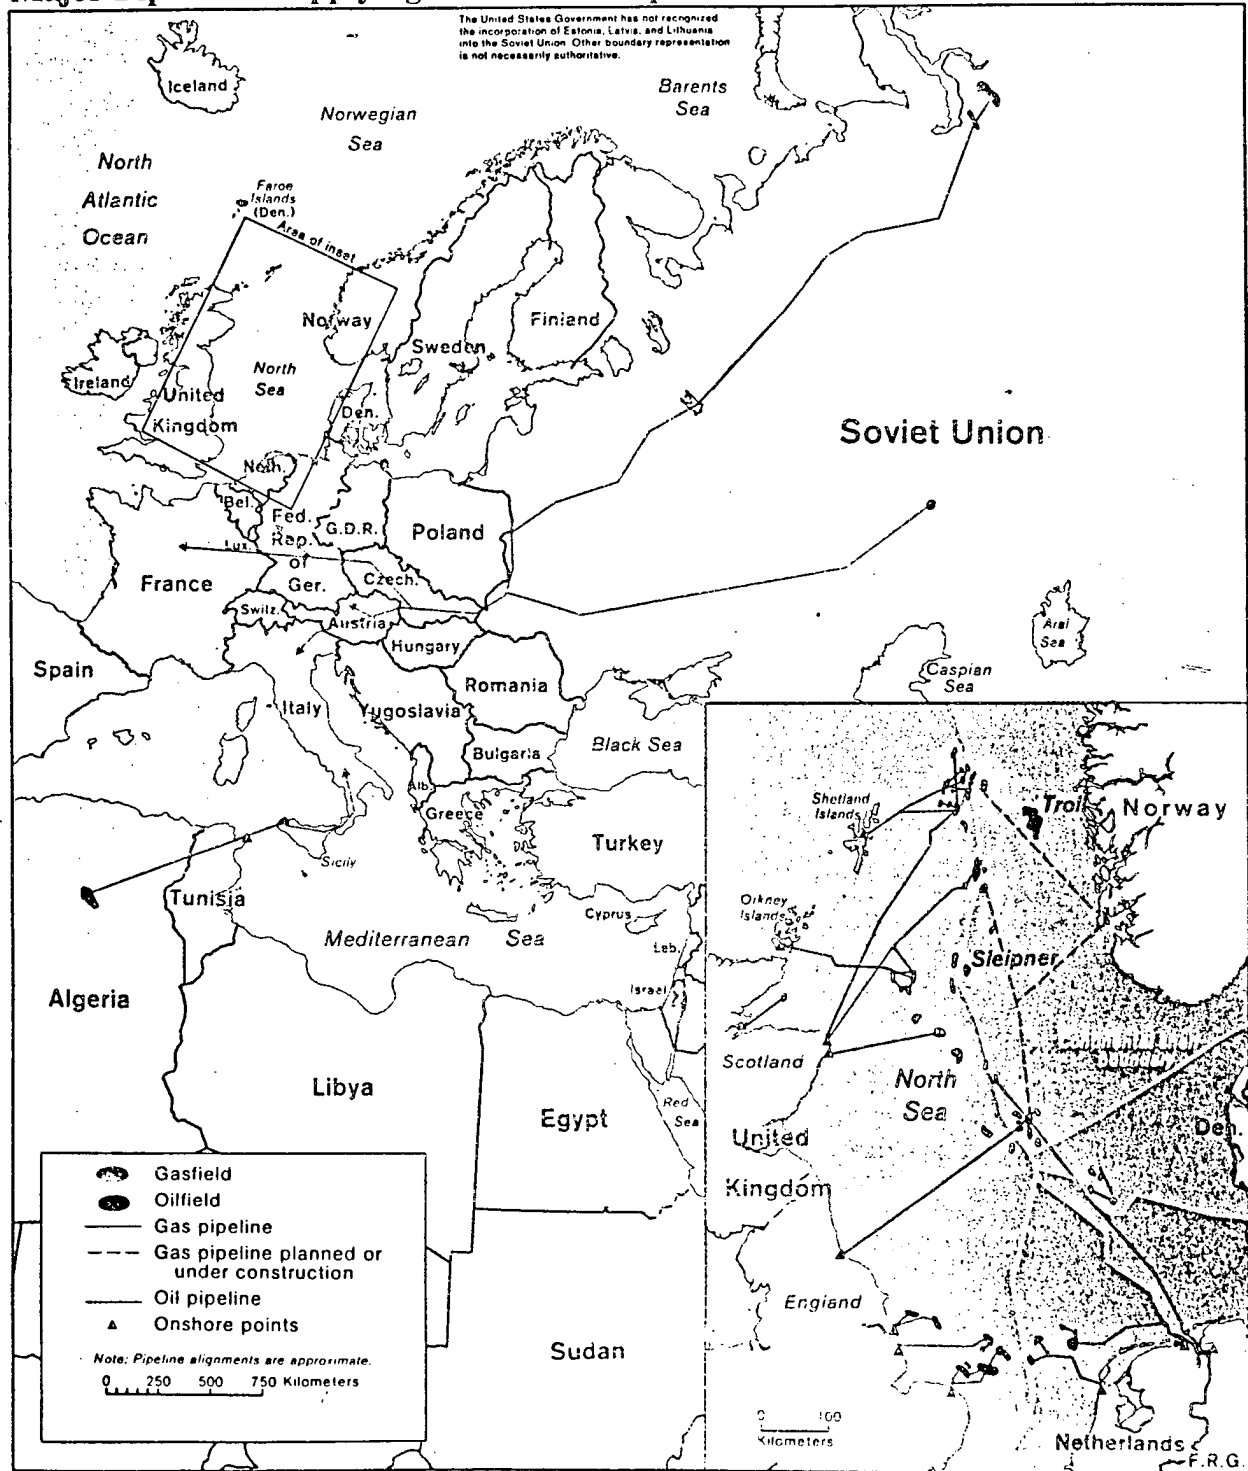 The United States Government has not recognized
the incorporation of Estonia, Latvia, and Lithuania
into the Soviet Union. Other boundary representation
is not necessarily authoritative.
Iceland
Barents
Sea
Norwegian
Sea
North
Atlantic
Ocean
Faroe
Islands
(Den.)
Area of inset
Norway
Finland
Sweden
North
Sea
Ireland
United
Kingdom
Den.
Soviet Union
Neth.
Bel.
Fed.
Rep.
of
Ger.
G.D.R.
Poland
Lux.
France
Czech.
Switz.
Austria
Hungary
Aral
Sea
Caspian
Sea
Spain
Romania
Italy
Yugoslavia
Bulgaria
Black Sea
Alb.
Greece
Turkey
Sicily
Tunisia
Cyprus
Mediterranean Sea
Leb.
Israel
Algeria
Libya
Egypt
Red
Sea
Sudan
Gasfield
Oilfield
Gas pipeline
Gas pipeline planned or
under construction
Oil pipeline
Onshore points
Note: Pipeline alignments are approximate.
0 250 500 750 Kilometers
Shetland
Islands
Troll
Norway
Orkney
Islands
Sleipner
Scotland
North
Sea
United
Kingdom
Den.
England
0 100
Kilometers
Netherlands
F.R.G.